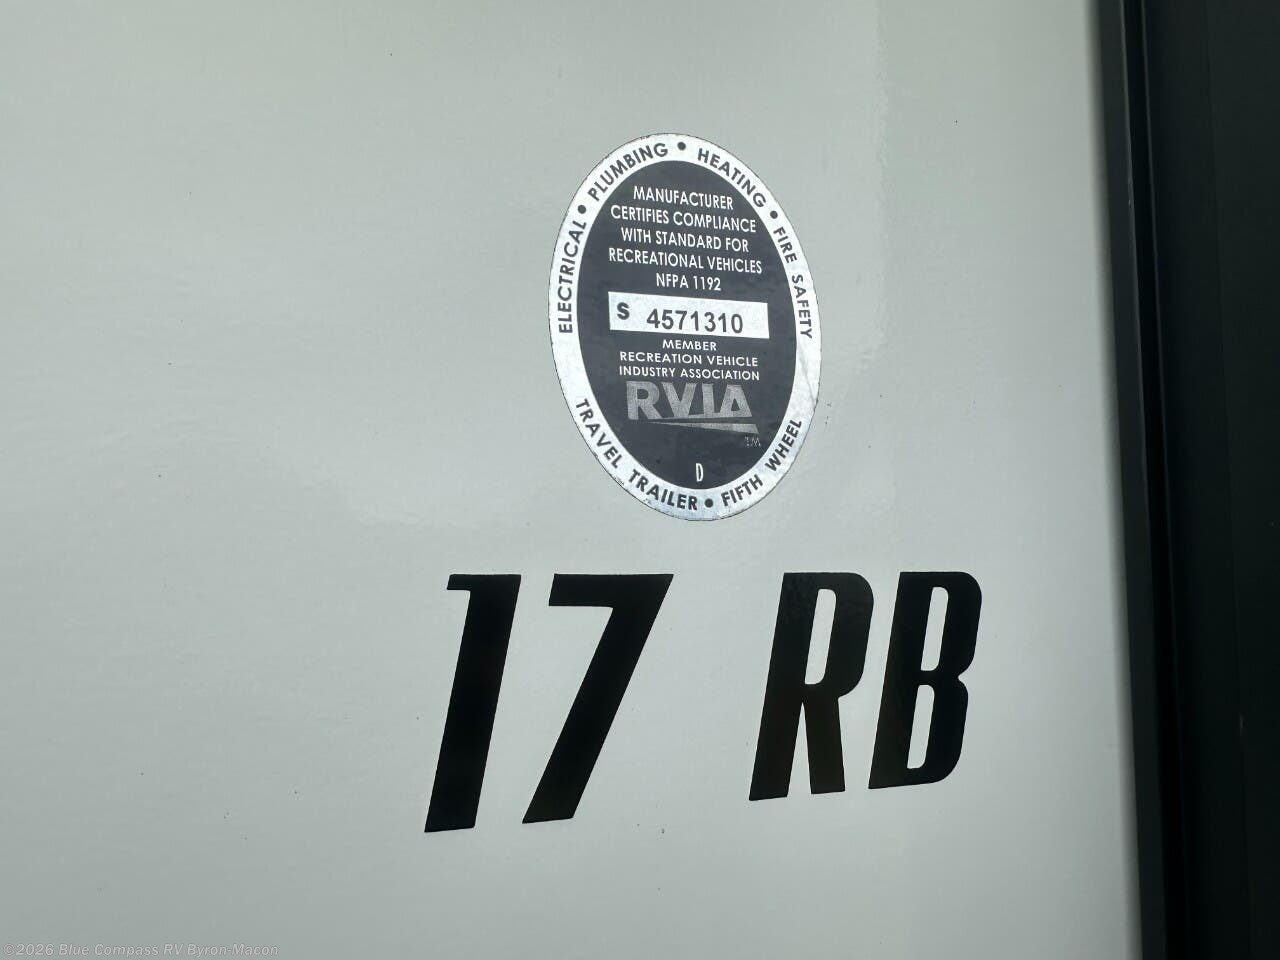 ELECTRICAL • PLUMBING • HEATING • FIRE SAFETY
MANUFACTURER
CERTIFIES COMPLIANCE
WITH STANDARD FOR
RECREATIONAL VEHICLES
NFPA 1192
S 4571310
MEMBER
RECREATION VEHICLE
INDUSTRY ASSOCIATION
RVIA
TM
D
TRAVEL TRAILER • FIFTH WHEEL
17 RB
©2026 Blue Compass RV Byron-Macon